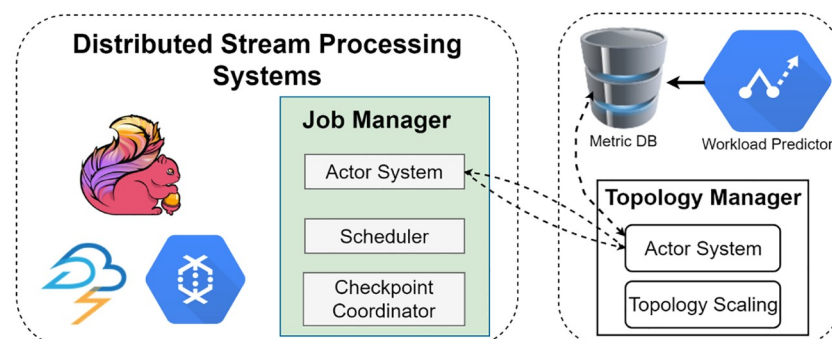 Distributed Stream Processing
Systems
Job Manager
Actor System
Scheduler
Checkpoint
Coordinator
Metric DB
Workload Predictor
Topology Manager
Actor System
Topology Scaling